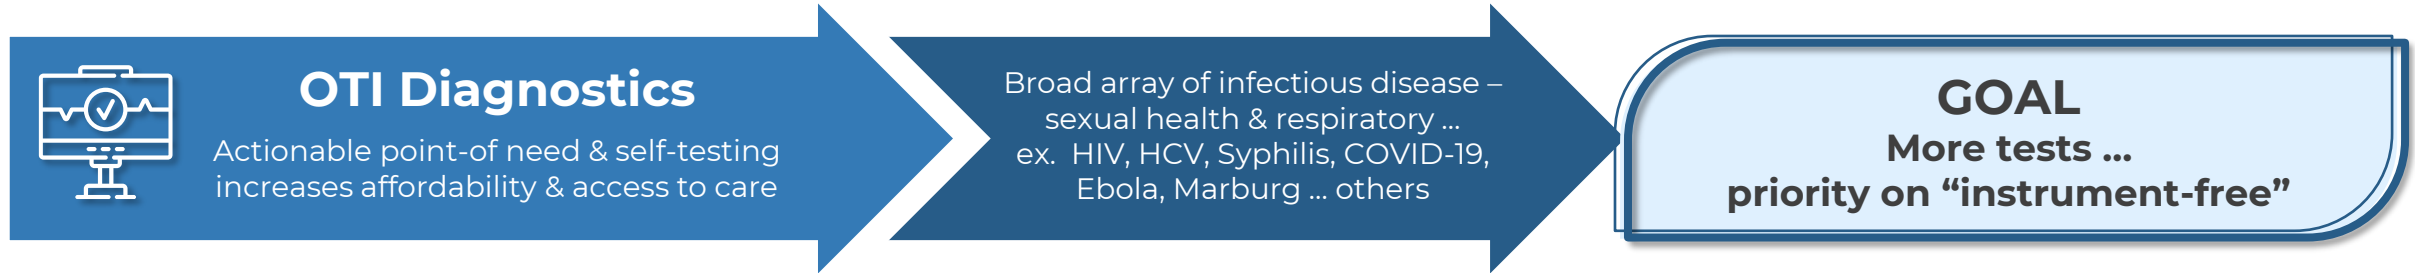 OTI Diagnostics
Actionable point-of need & self-testing
increases affordability & access to care
Broad array of infectious disease –
sexual health & respiratory ...
ex.  HIV, HCV, Syphilis, COVID-19,
Ebola, Marburg ... others
GOAL
More tests ...
priority on “instrument-free”